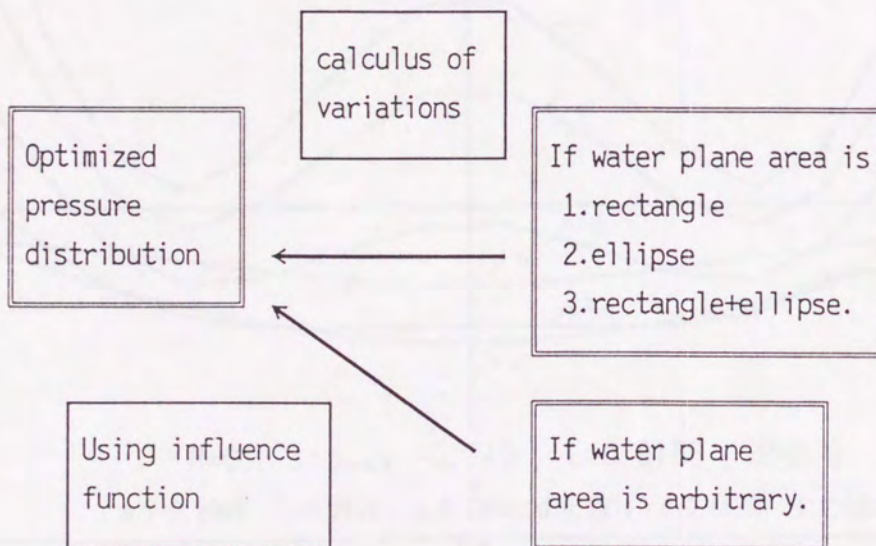 calculus of
variations
Optimized
pressure
distribution
If water plane area is
1.rectangle
2.ellipse
3.rectangle+ellipse.
Using influence
function
If water plane
area is arbitrary.